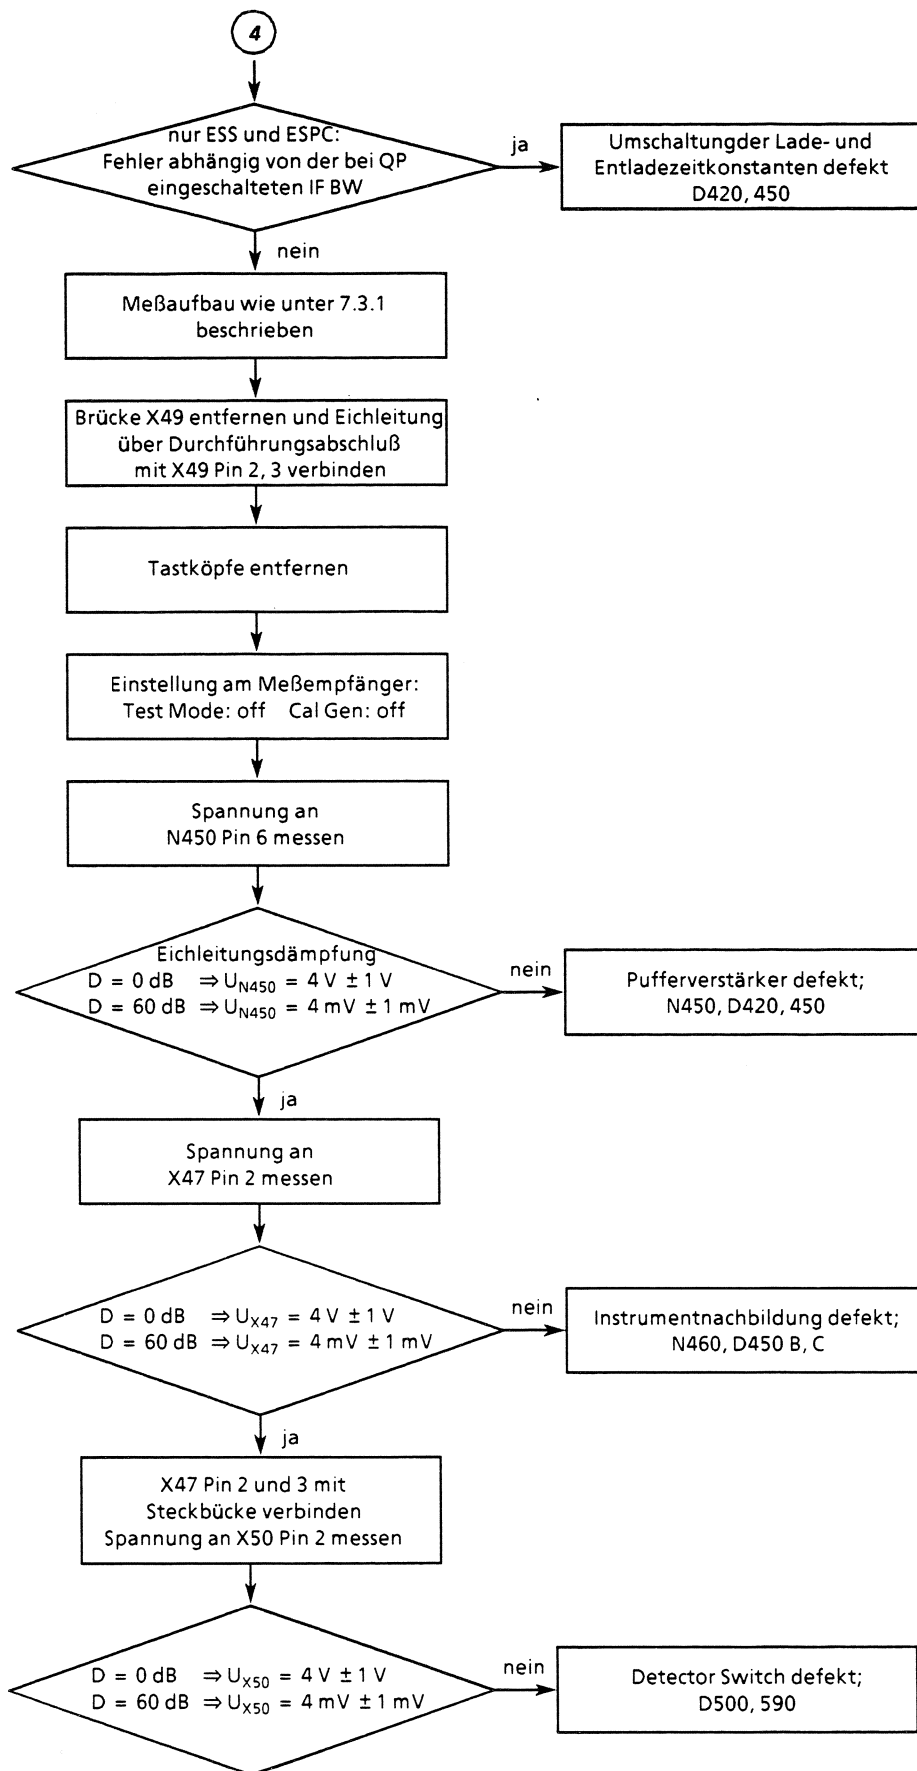 4
nur ESS und ESPC:
Fehler abhängig von der bei QP
eingeschalteten IF BW
ja
Umschaltungder Lade- und
Entladezeitkonstanten defekt
D420, 450
nein
Meßaufbau wie unter 7.3.1
beschrieben
Brücke X49 entfernen und Eichleitung
über Durchführungsabschluß
mit X49 Pin 2, 3 verbinden
Tastköpfe entfernen
Einstellung am Meßempfänger:
Test Mode: off Cal Gen: off
Spannung an
N450 Pin 6 messen
Eichleitungsdämpfung
D = 0 dB ⇒ U_N450 = 4 V ± 1 V
D = 60 dB ⇒ U_N450 = 4 mV ± 1 mV
nein
Pufferverstärker defekt;
N450, D420, 450
ja
Spannung an
X47 Pin 2 messen
D = 0 dB ⇒ U_X47 = 4 V ± 1 V
D = 60 dB ⇒ U_X47 = 4 mV ± 1 mV
nein
Instrumentnachbildung defekt;
N460, D450 B, C
ja
X47 Pin 2 und 3 mit
Steckbücke verbinden
Spannung an X50 Pin 2 messen
D = 0 dB ⇒ U_X50 = 4 V ± 1 V
D = 60 dB ⇒ U_X50 = 4 mV ± 1 mV
nein
Detector Switch defekt;
D500, 590